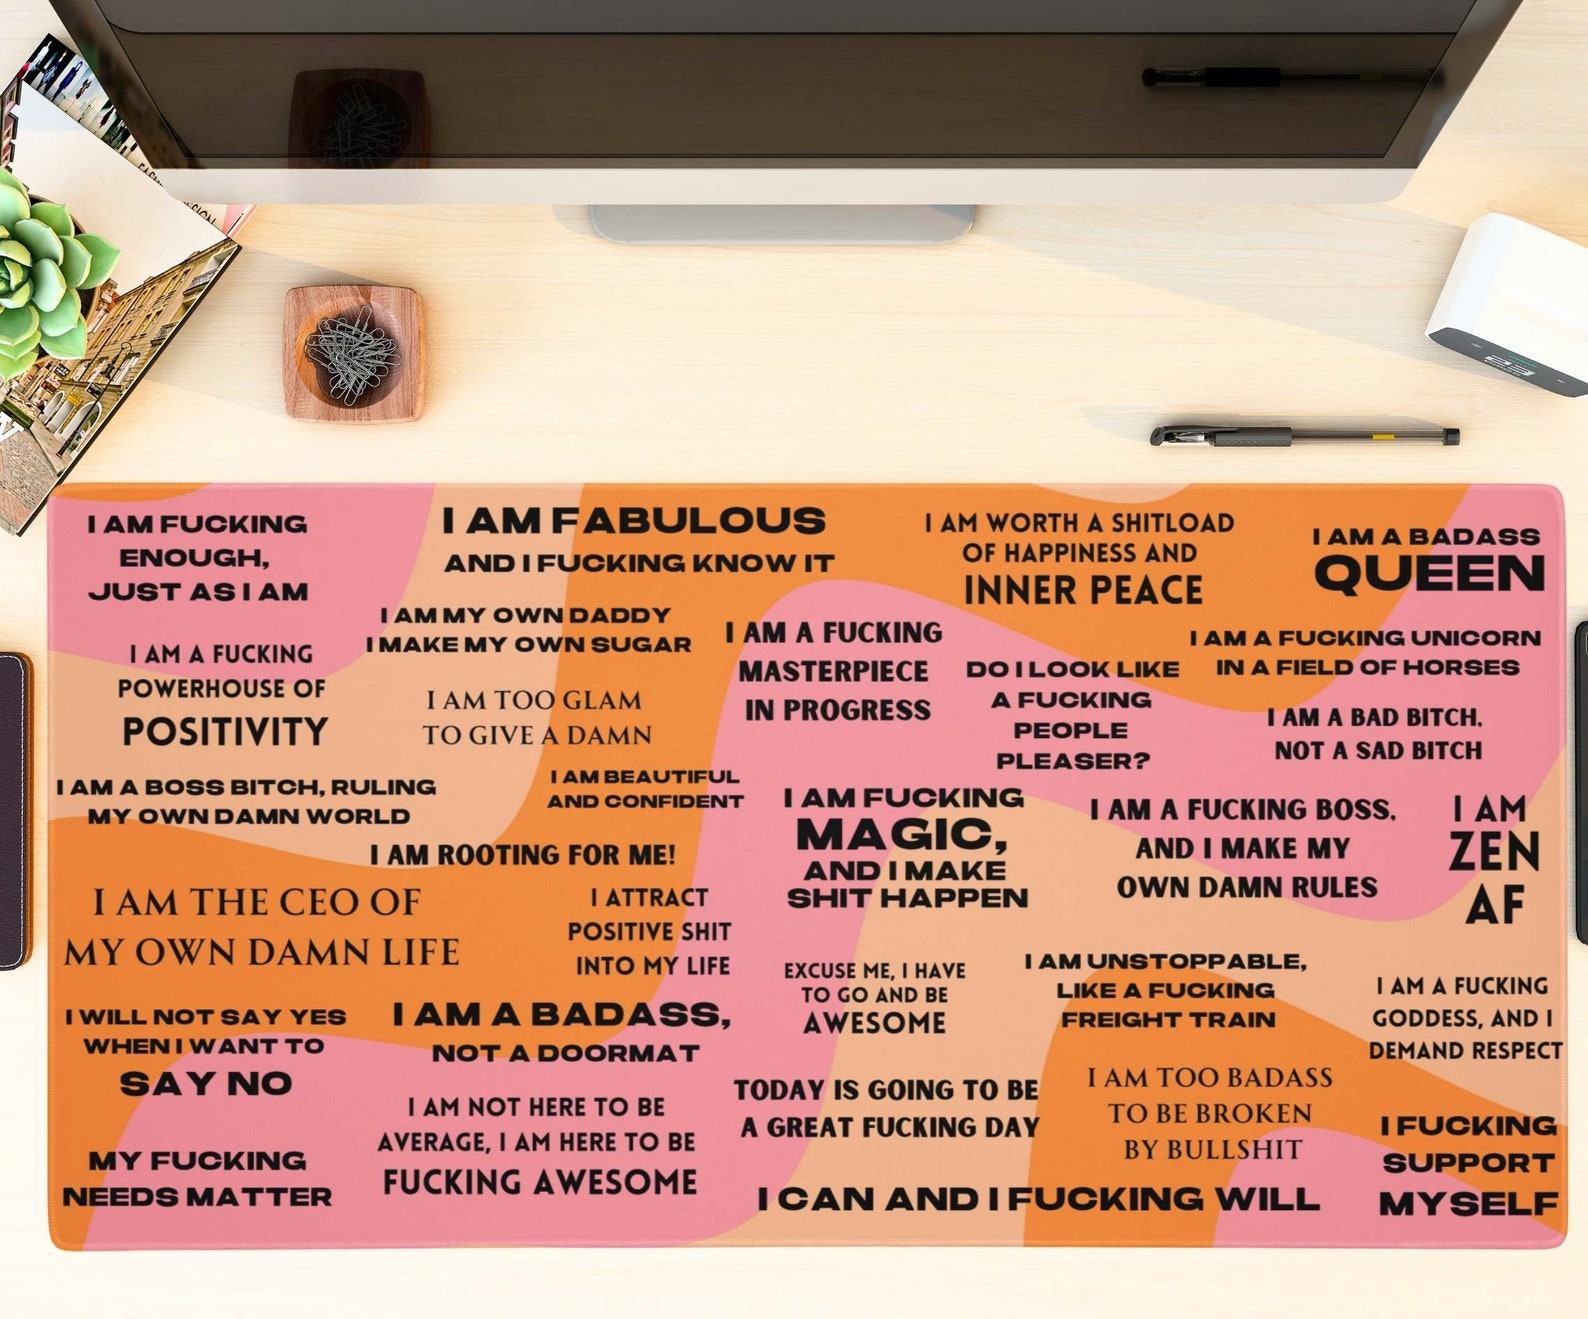 I AM FUCKING
ENOUGH,
JUST AS I AM
I AM FABULOUS
AND I FUCKING KNOW IT
I AM WORTH A SHITLOAD
OF HAPPINESS AND
INNER PEACE
I AM A BADASS
QUEEN
I AM MY OWN DADDY
I MAKE MY OWN SUGAR
I AM A FUCKING
POWERHOUSE OF
POSITIVITY
I AM TOO GLAM
TO GIVE A DAMN
I AM A FUCKING
MASTERPIECE
IN PROGRESS
DO I LOOK LIKE
A FUCKING
PEOPLE
PLEASER?
I AM A FUCKING UNICORN
IN A FIELD OF HORSES
I AM A BAD BITCH,
NOT A SAD BITCH
I AM A BOSS BITCH, RULING
MY OWN DAMN WORLD
I AM BEAUTIFUL
AND CONFIDENT
I AM ROOTING FOR ME!
I AM FUCKING
MAGIC,
AND I MAKE
SHIT HAPPEN
I AM A FUCKING BOSS,
AND I MAKE MY
OWN DAMN RULES
I AM
ZEN
AF
I AM THE CEO OF
MY OWN DAMN LIFE
I ATTRACT
POSITIVE SHIT
INTO MY LIFE
EXCUSE ME, I HAVE
TO GO AND BE
AWESOME
I AM UNSTOPPABLE,
LIKE A FUCKING
FREIGHT TRAIN
I AM A FUCKING
GODDESS, AND I
DEMAND RESPECT
I WILL NOT SAY YES
WHEN I WANT TO
SAY NO
I AM A BADASS,
NOT A DOORMAT
I AM NOT HERE TO BE
AVERAGE, I AM HERE TO BE
FUCKING AWESOME
TODAY IS GOING TO BE
A GREAT FUCKING DAY
I AM TOO BADASS
TO BE BROKEN
BY BULLSHIT
MY FUCKING
NEEDS MATTER
I CAN AND I FUCKING WILL
I FUCKING
SUPPORT
MYSELF